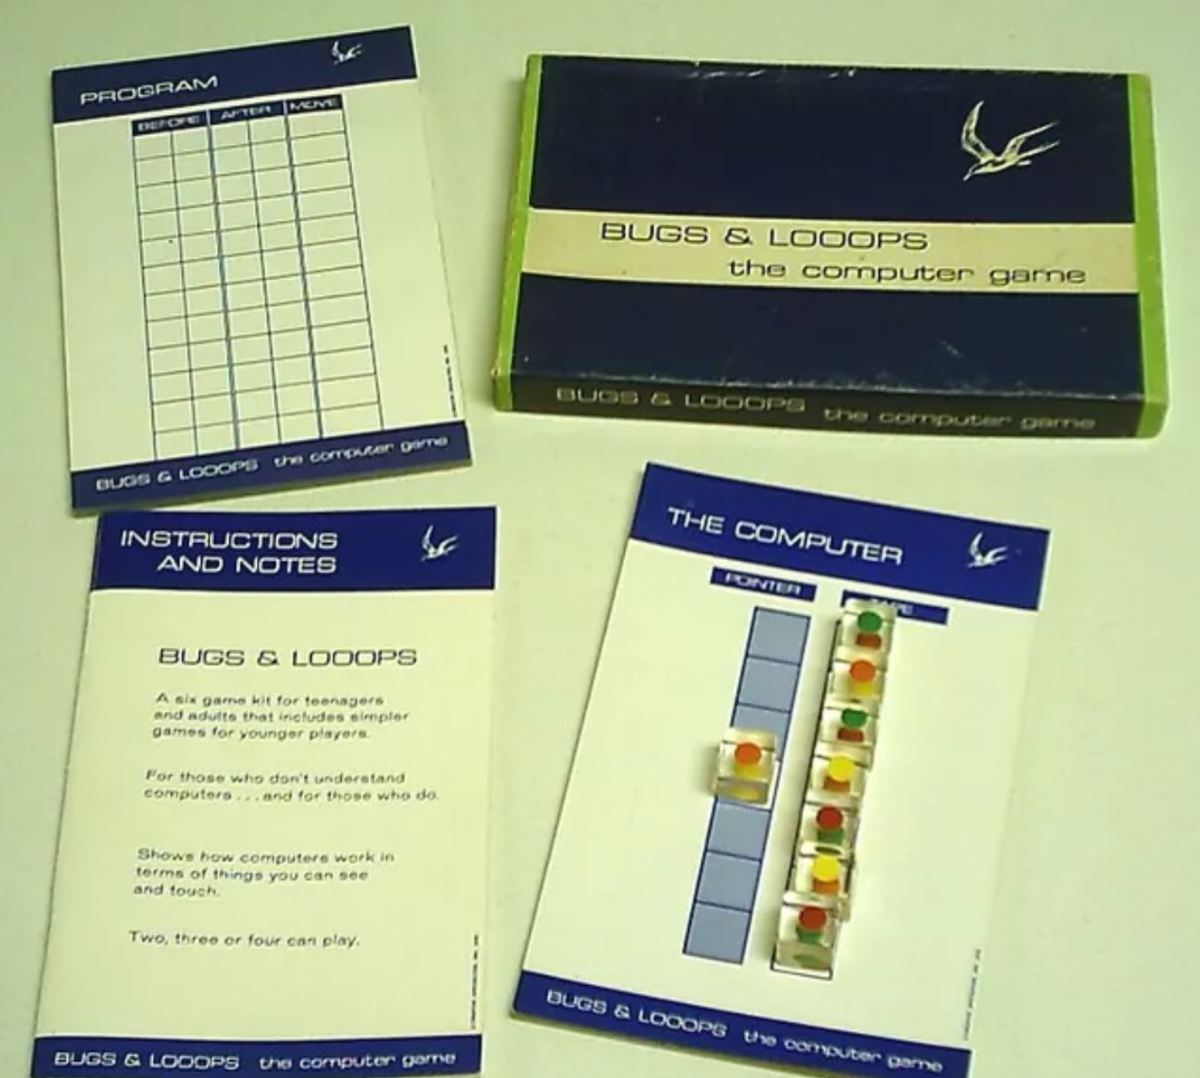 PROGRAM
BEFORE AFTER MOVE
BUGS & LOOOPS the computer game
BUGS & LOOOPS
the computer game
BUGS & LOOOPS the computer game
INSTRUCTIONS
AND NOTES
BUGS & LOOOPS
A six game kit for teenagers
and adults that includes simpler
games for younger players.
For those who don't understand
computers ... and for those who do.
Shows how computers work in
terms of things you can see
and touch.
Two, three or four can play.
BUGS & LOOOPS the computer game
THE COMPUTER
POINTER
BUGS & LOOOPS the computer game